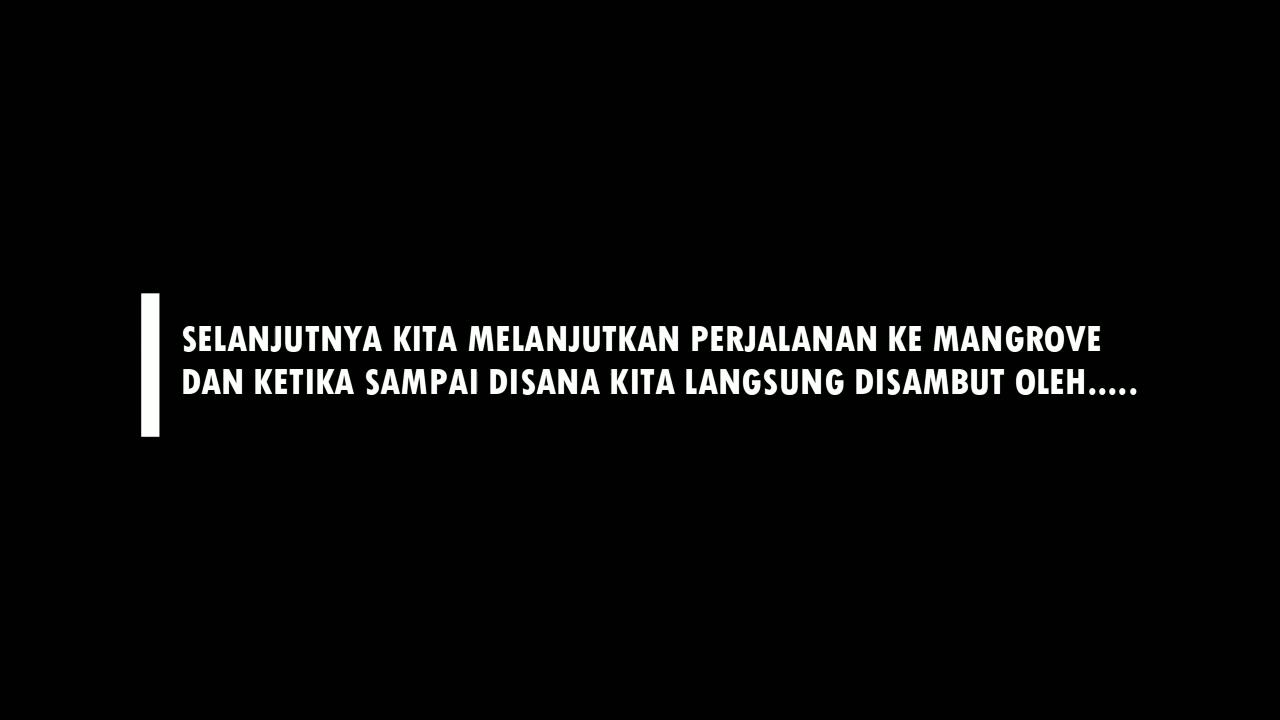 SELANJUTNYA KITA MELANJUTKAN PERJALANAN KE MANGROVE
DAN KETIKA SAMPAI DISANA KITA LANGSUNG DISAMBUT OLEH.....